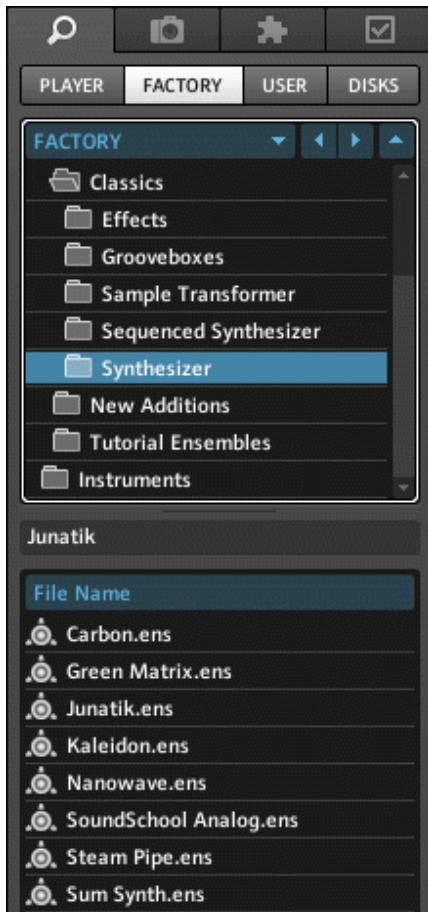 PLAYER FACTORY USER DISKS
FACTORY
Classics
Effects
Grooveboxes
Sample Transformer
Sequenced Synthesizer
Synthesizer
New Additions
Tutorial Ensembles
Instruments
Junatik
File Name
Carbon.ens
Green Matrix.ens
Junatik.ens
Kaleidon.ens
Nanowave.ens
SoundSchool Analog.ens
Steam Pipe.ens
Sum Synth.ens